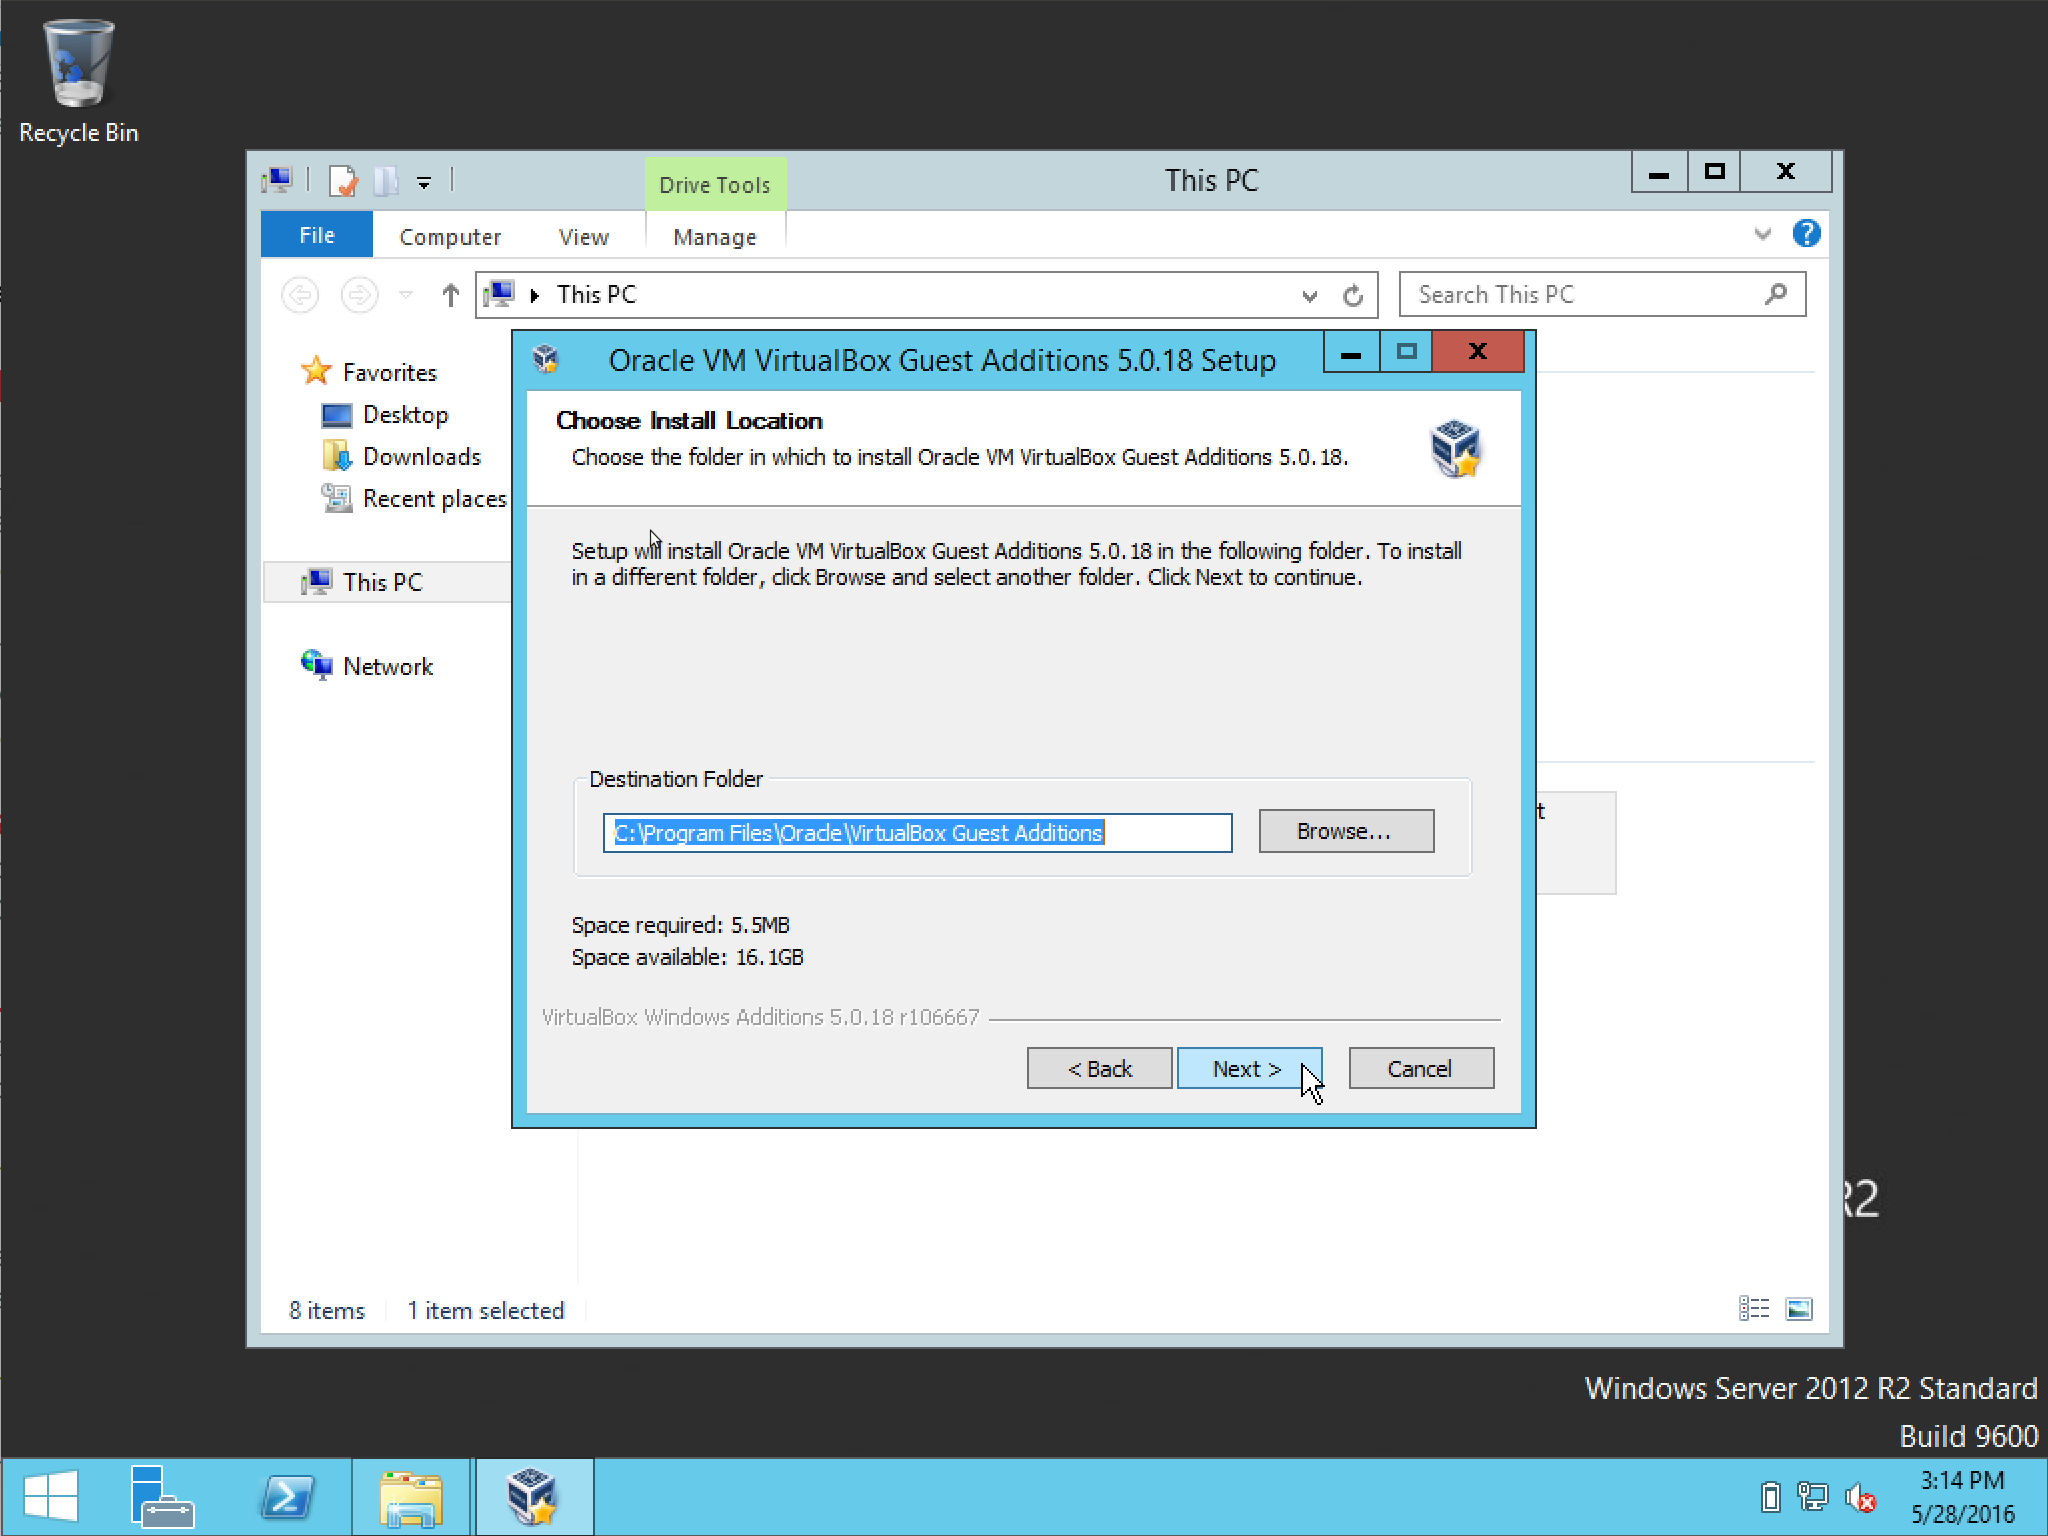 Recycle Bin
Drive Tools
This PC
File
Computer
View
Manage
This PC
Search This PC
Favorites
Desktop
Downloads
Recent places
This PC
Network
Oracle VM VirtualBox Guest Additions 5.0.18 Setup
Choose Install Location
Choose the folder in which to install Oracle VM VirtualBox Guest Additions 5.0.18.
Setup will install Oracle VM VirtualBox Guest Additions 5.0.18 in the following folder. To install
in a different folder, click Browse and select another folder. Click Next to continue.
Destination Folder
C:\Program Files\Oracle\VirtualBox Guest Additions
Browse...
t
Space required: 5.5MB
Space available: 16.1GB
VirtualBox Windows Additions 5.0.18 r106667
< Back
Next >
Cancel
R2
8 items
1 item selected
Windows Server 2012 R2 Standard
Build 9600
3:14 PM
5/28/2016